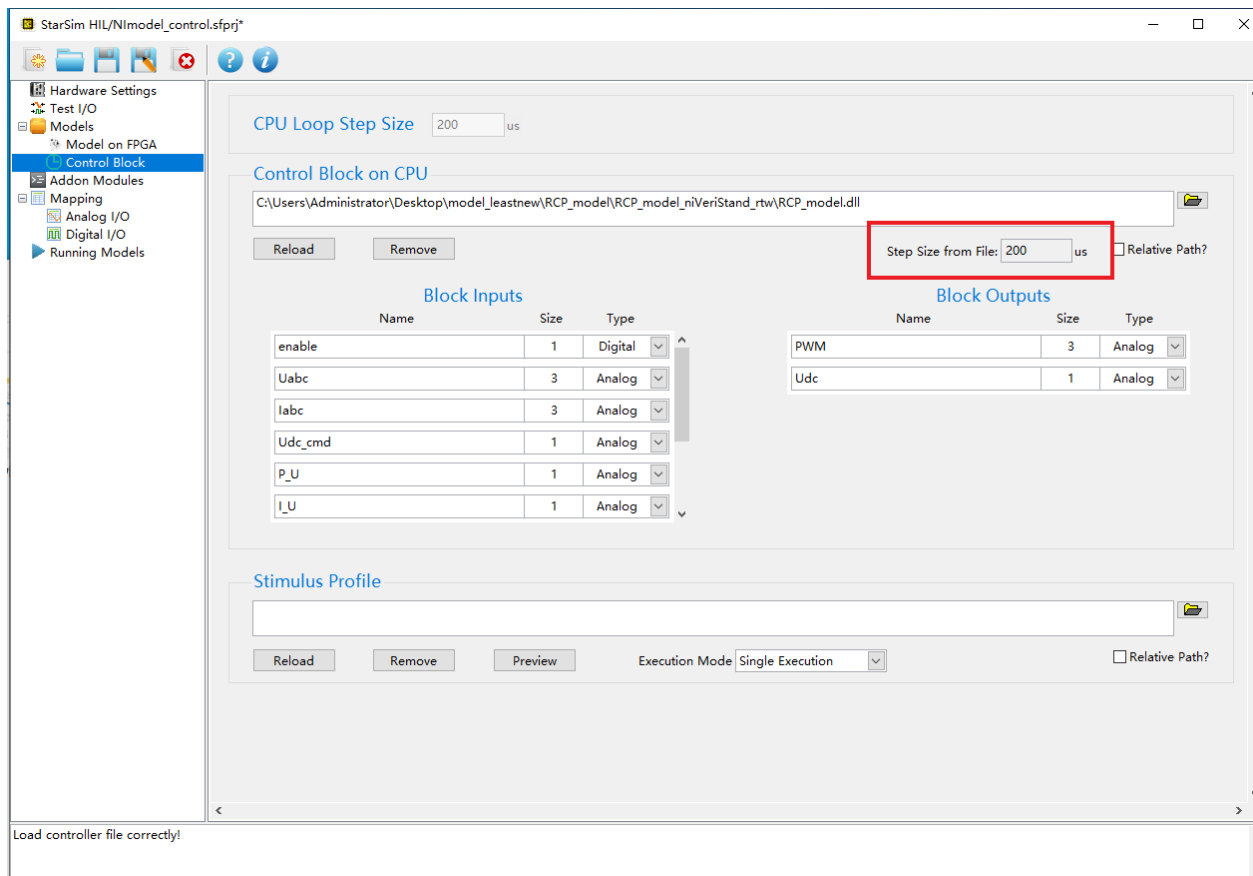 StarSim HIL/NImodel_control.sfprj*
Hardware Settings
Test I/O
Models
Model on FPGA
Control Block
Addon Modules
Mapping
Analog I/O
Digital I/O
Running Models
CPU Loop Step Size 200 us
Control Block on CPU
C:\Users\Administrator\Desktop\model_leastnew\RCP_model\RCP_model_niVeriStand_rtw\RCP_model.dll
Reload Remove Step Size from File: 200 us Relative Path?
Block Inputs
Name Size Type
enable 1 Digital
Uabc 3 Analog
Iabc 3 Analog
Udc_cmd 1 Analog
P_U 1 Analog
I_U 1 Analog
Block Outputs
Name Size Type
PWM 3 Analog
Udc 1 Analog
Stimulus Profile
Reload Remove Preview Execution Mode Single Execution Relative Path?
Load controller file correctly!